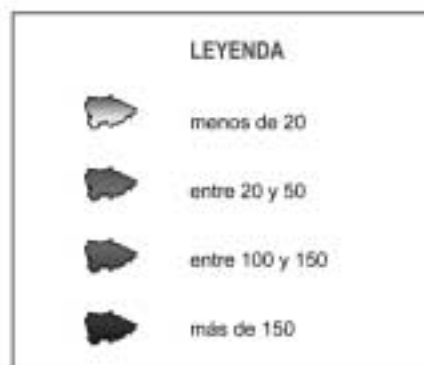 LEYENDA
menos de 20
entre 20 y 50
entre 100 y 150
más de 150